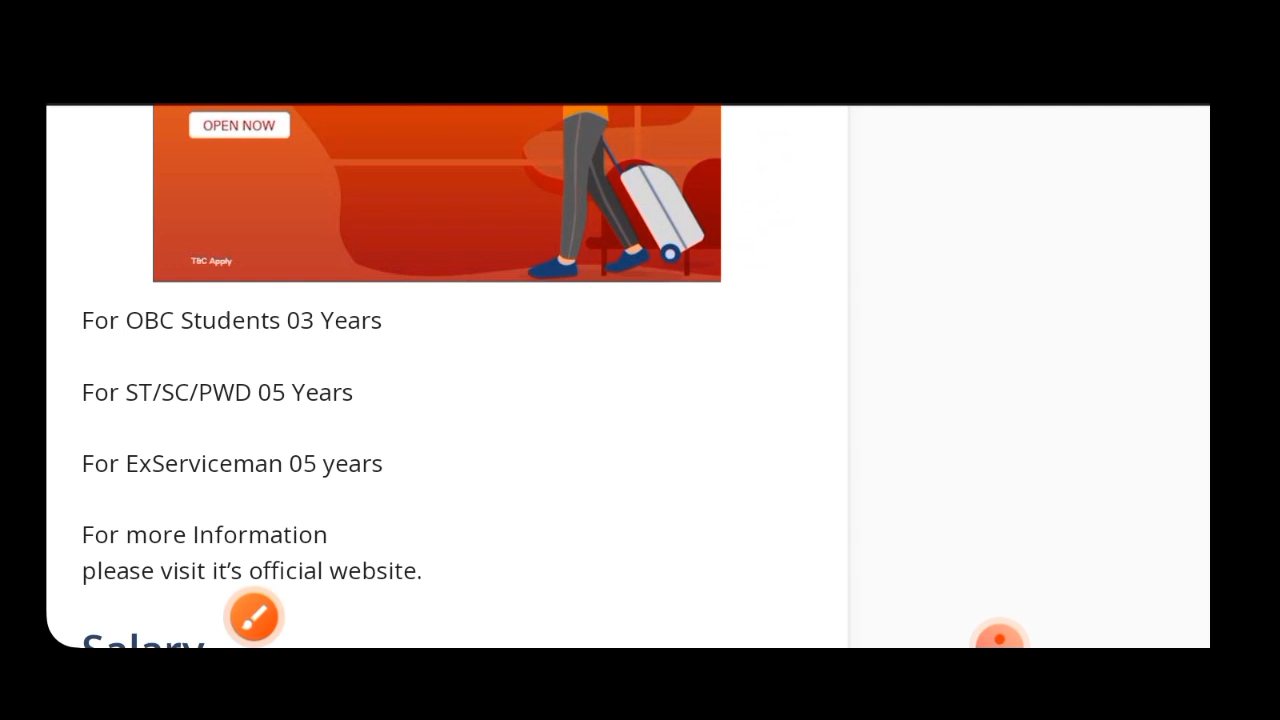 OPEN NOW
T&C Apply
For OBC Students 03 Years
For ST/SC/PWD 05 Years
For ExServiceman 05 years
For more Information
please visit it’s official website.
Salary